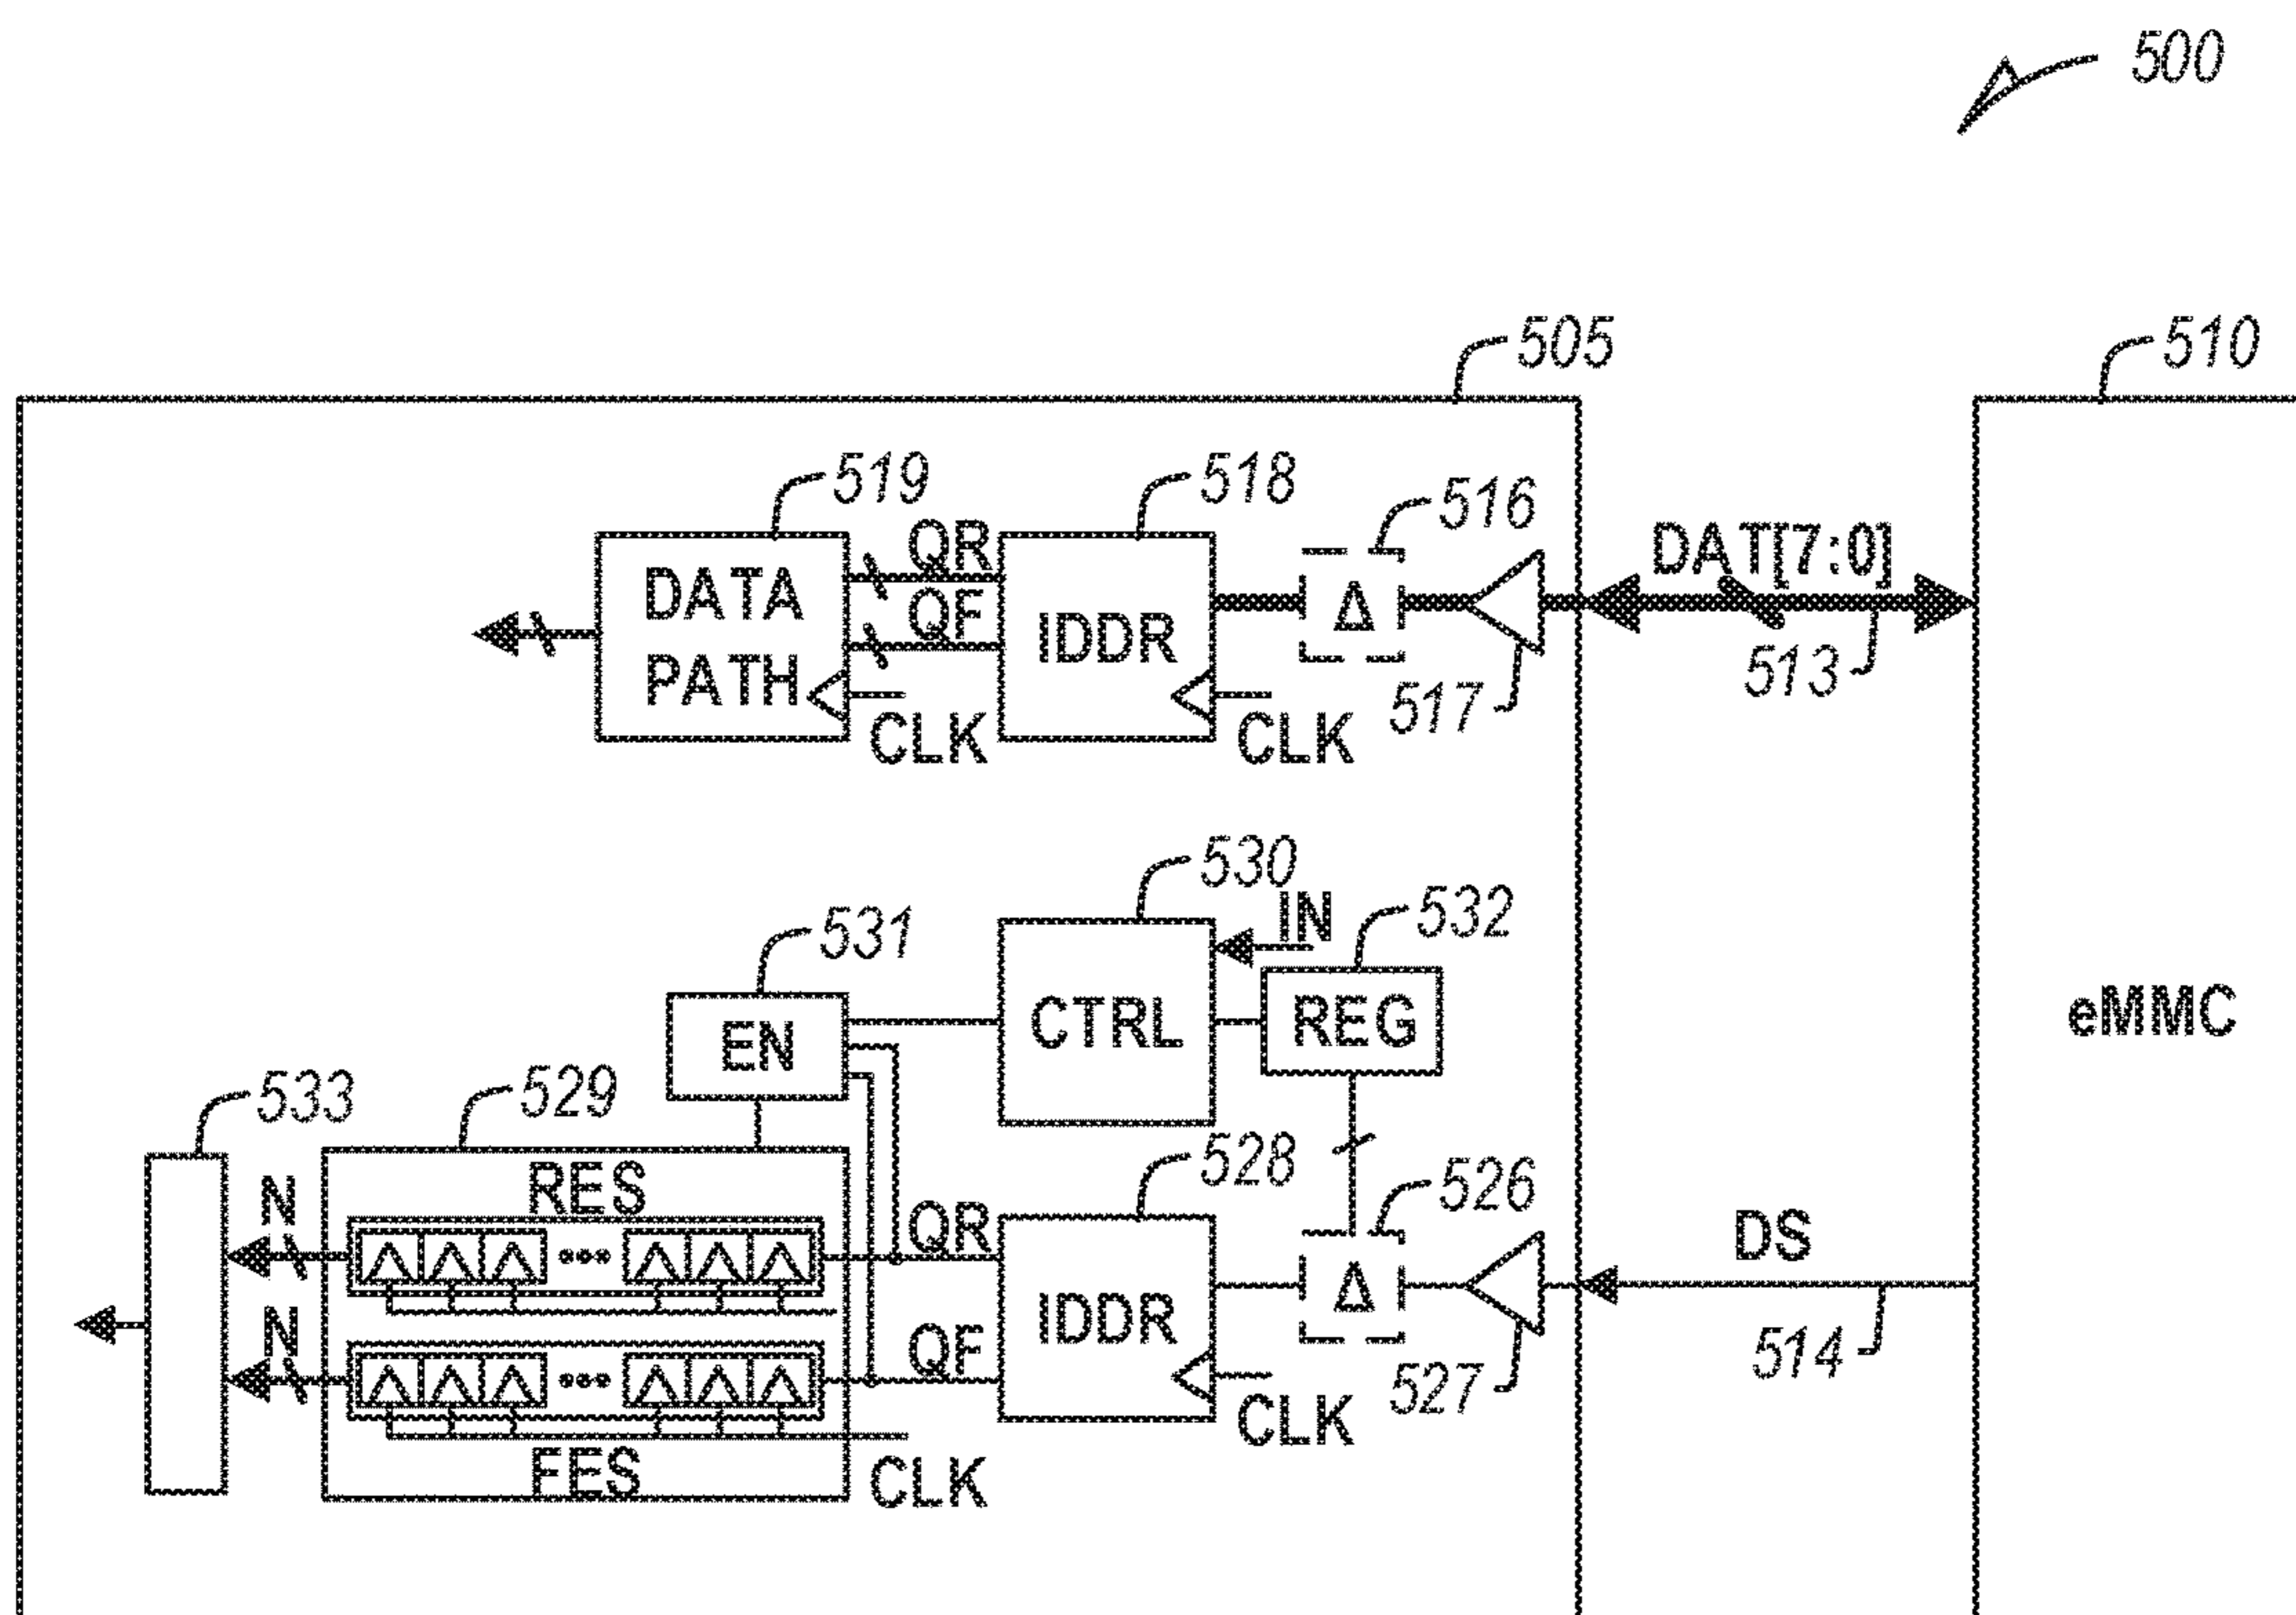 500
505
510
519
518
516
QR
DAT[7:0]
DATA
IDDR
Δ
QF
PATH
517
513
CLK
CLK
530
531
IN
532
EN
CTRL
REG
eMMC
533
529
528
526
RES
N
QR
DS
N
IDDR
Δ
QF
527
514
FES
CLK
CLK